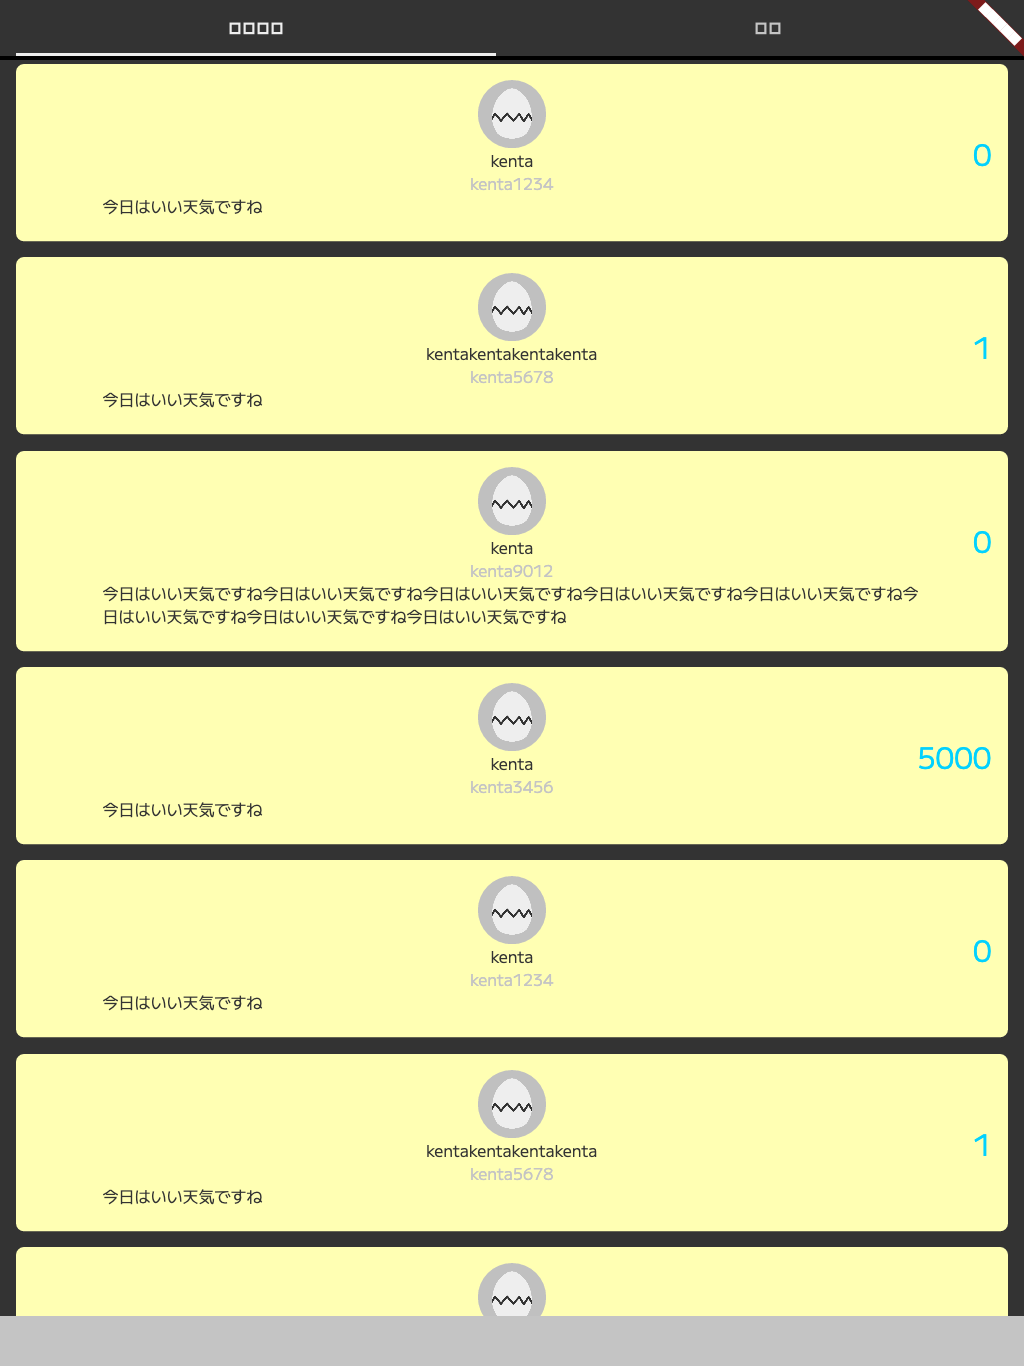 kenta
0
kenta1234
今日はいい天気ですね
kentakentakentakenta
1
kenta5678
今日はいい天気ですね
kenta
0
kenta9012
今日はいい天気ですね今日はいい天気ですね今日はいい天気ですね今日はいい天気ですね今日はいい天気ですね今
日はいい天気ですね今日はいい天気ですね今日はいい天気ですね
kenta
5000
kenta3456
今日はいい天気ですね
kenta
0
kenta1234
今日はいい天気ですね
kentakentakentakenta
1
kenta5678
今日はいい天気ですね